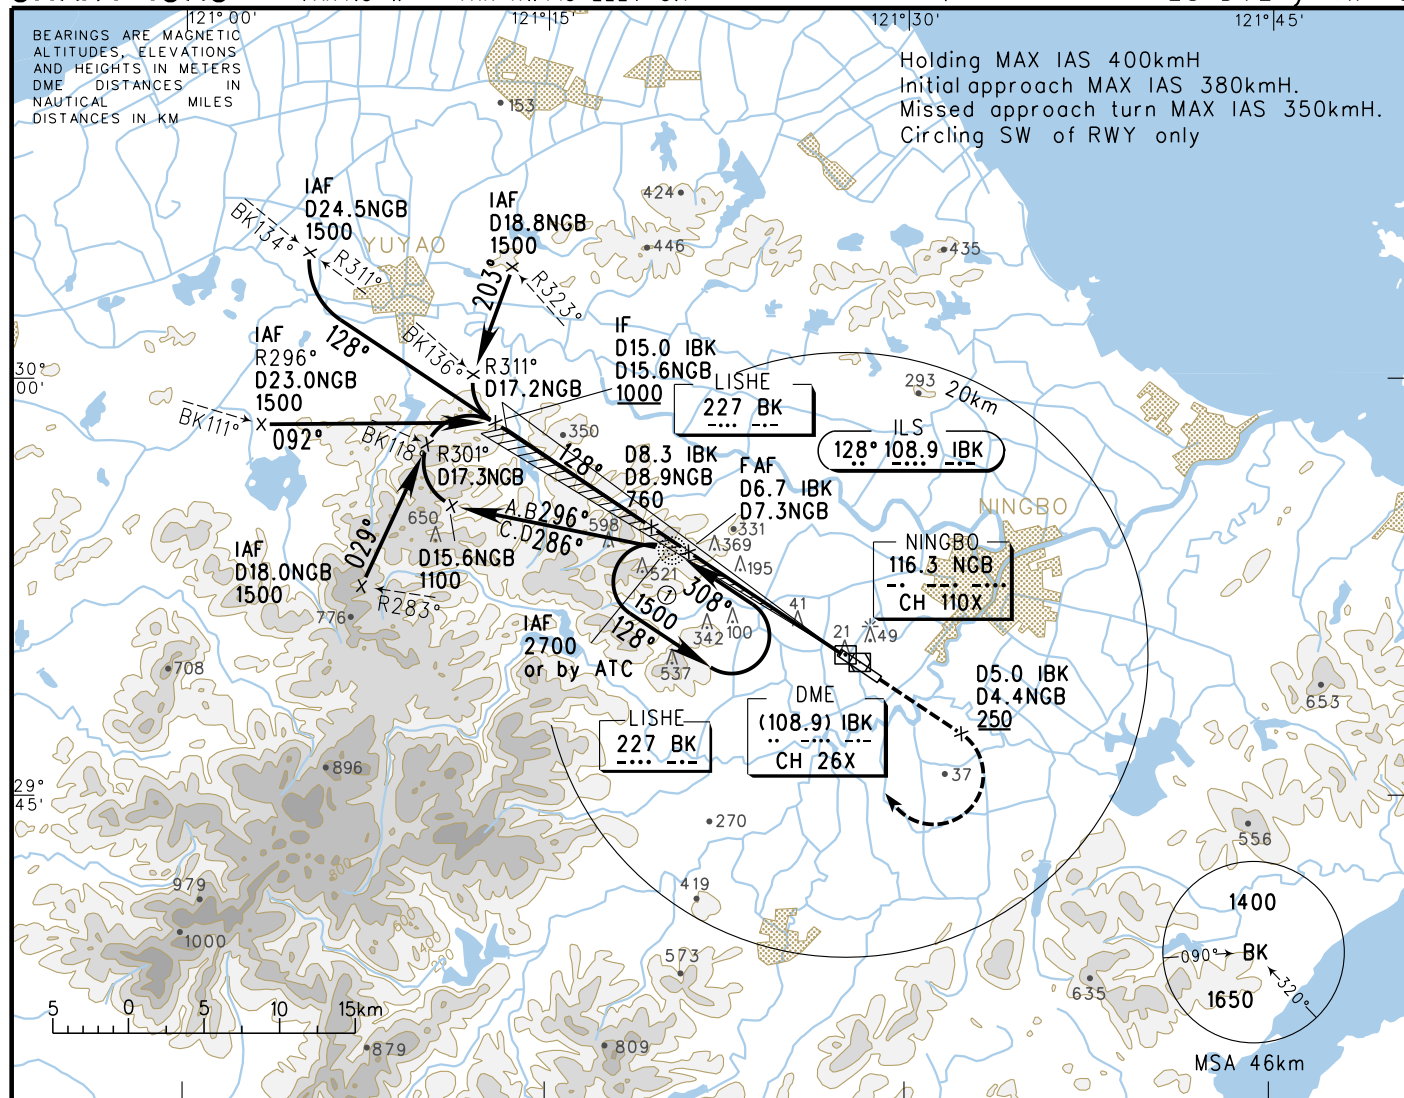 121°00'
121°15'
121°30'
121°45'
BEARINGS ARE MAGNETIC
ALTITUDES, ELEVATIONS
AND HEIGHTS IN METERS
DME DISTANCES IN
NAUTICAL MILES
DISTANCES IN KM
Holding MAX IAS 400kmH
Initial approach MAX IAS 380kmH.
Missed approach turn MAX IAS 350kmH.
Circling SW of RWY only
153
424
446
435
IAF
D24.5NGB
1500
BK134°
R311°
YUYAO
IAF
D18.8NGB
1500
203°
R323°
128°
BK136°
R311°
D17.2NGB
IAF
R296°
D23.0NGB
1500
BK111°
092°
BK118°
R301°
D17.3NGB
30°
00'
IF
D15.0 IBK
D15.6NGB
1000
LISHE
227 BK
293
20km
ILS
128° 108.9 IBK
350
128°
D8.3 IBK
D8.9NGB
760
FAF
D6.7 IBK
D7.3NGB
NINGBO
NINGBO
116.3 NGB
CH 110X
650
A.B296°
C.D286°
598
331
369
195
521
D15.6NGB
1100
029°
IAF
D18.0NGB
1500
R283°
776
308°
1
1500
128°
IAF
2700
or by ATC
342
100
537
41
21
49
D5.0 IBK
D4.4NGB
250
708
653
LISHE
227 BK
DME
(108.9) IBK
CH 26X
896
37
29°
45'
270
556
800
979
419
1000
600
400
200
573
635
1400
090°
BK
1650
320°
MSA 46km
5 0 5 10 15km
879
809